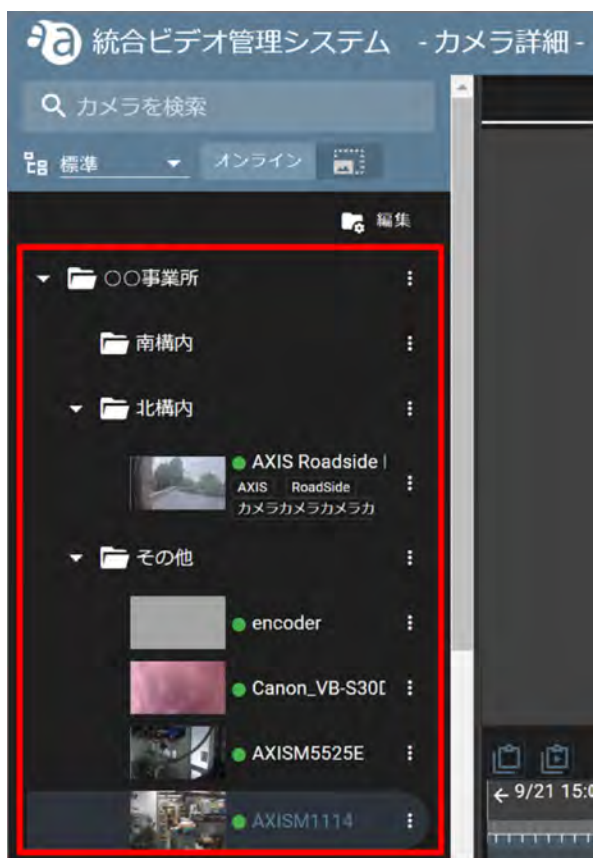 統合ビデオ管理システム - カメラ詳細 -
カメラを検索
標準 オンライン
編集
○○事業所
南構内
北構内
AXIS Roadside
AXIS RoadSide
カメラカメラカメラカ
その他
encoder
Canon_VB-S30D
AXISM5525E
AXISM1114
← 9/21 15:0